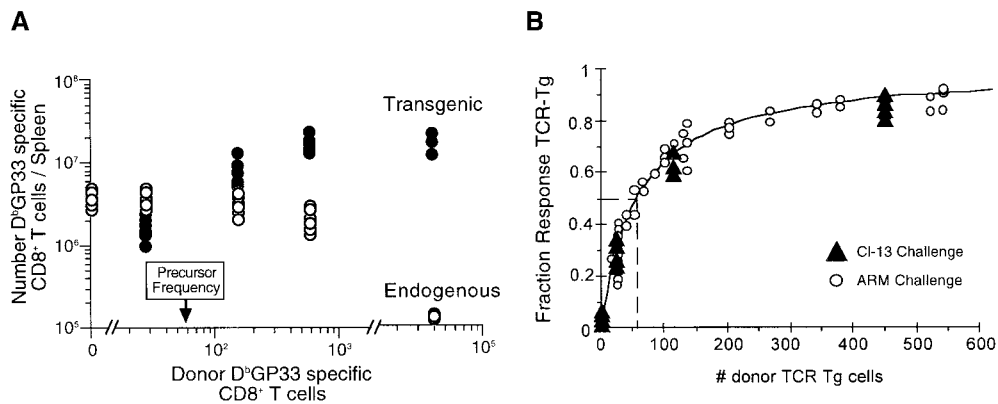 A
Number DᵇGP33 specific
CD8⁺ T cells / Spleen
10⁸
10⁷
10⁶
10⁵
Transgenic
Endogenous
Precursor
Frequency
0
10²
10³
10⁵
Donor DᵇGP33 specific
CD8⁺ T cells
B
Fraction Response TCR-Tg
1
0.8
0.6
0.4
0.2
0
Cl-13 Challenge
ARM Challenge
0 100 200 300 400 500 600
# donor TCR Tg cells